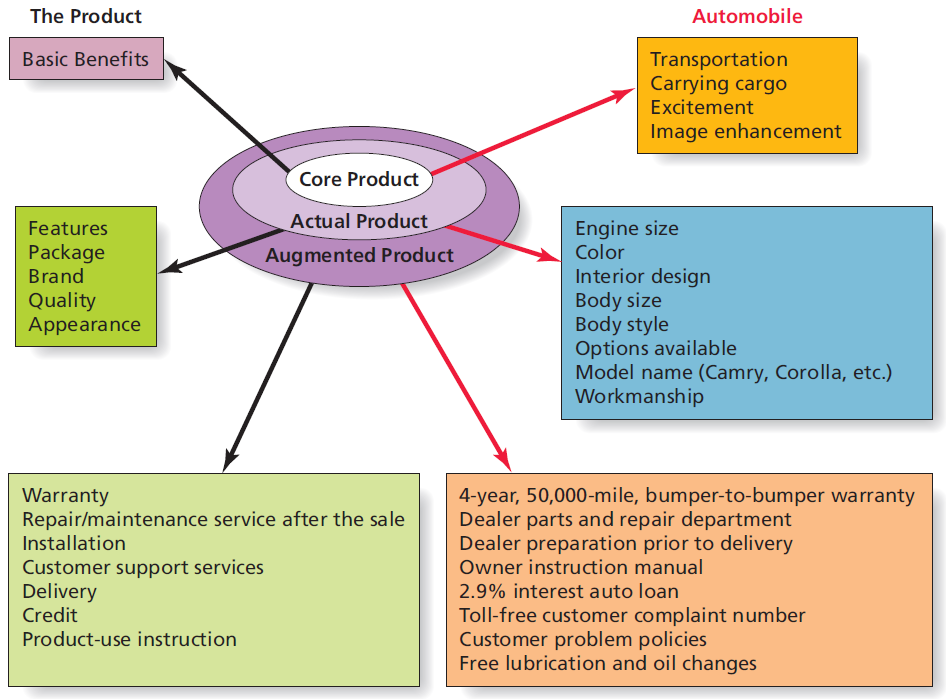 The Product
Automobile
Basic Benefits
Transportation
Carrying cargo
Excitement
Image enhancement
Core Product
Actual Product
Augmented Product
Features
Package
Brand
Quality
Appearance
Engine size
Color
Interior design
Body size
Body style
Options available
Model name (Camry, Corolla, etc.)
Workmanship
Warranty
Repair/maintenance service after the sale
Installation
Customer support services
Delivery
Credit
Product-use instruction
4-year, 50,000-mile, bumper-to-bumper warranty
Dealer parts and repair department
Dealer preparation prior to delivery
Owner instruction manual
2.9% interest auto loan
Toll-free customer complaint number
Customer problem policies
Free lubrication and oil changes